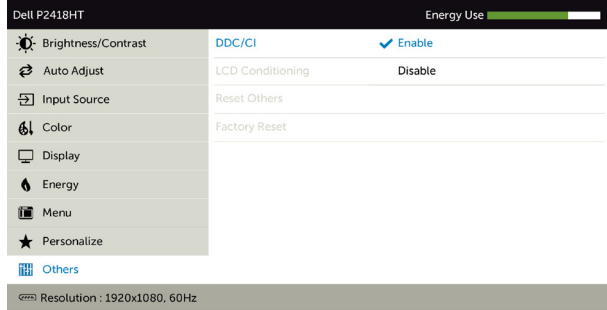 Dell P2418HT Energy Use
Brightness/Contrast DDC/CI Enable
Auto Adjust LCD Conditioning Disable
Input Source Reset Others
Color Factory Reset
Display
Energy
Menu
Personalize
Others
Resolution : 1920x1080, 60Hz